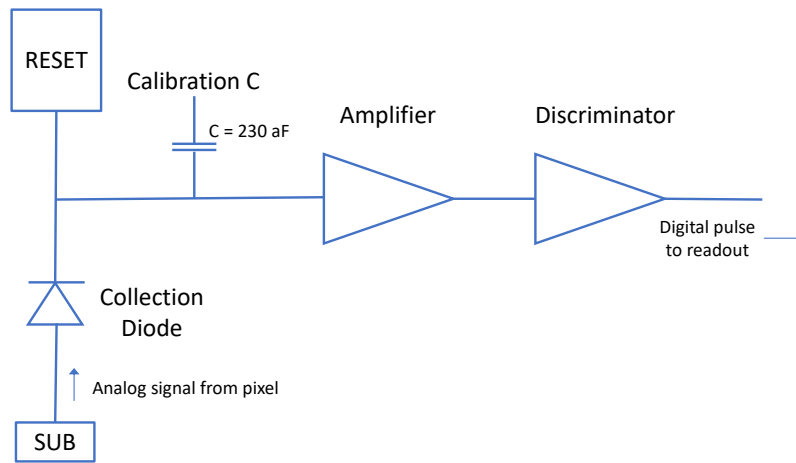 RESET
Calibration C
C = 230 aF
Amplifier
Discriminator
Digital pulse
to readout
Collection
Diode
Analog signal from pixel
SUB